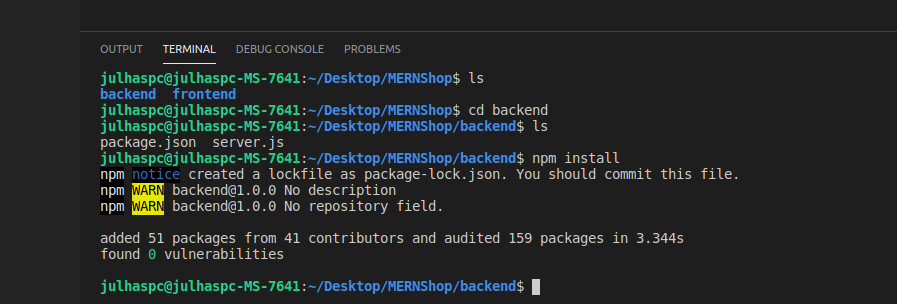 OUTPUT TERMINAL DEBUG CONSOLE PROBLEMS
julhaspc@julhaspc-MS-7641:~/Desktop/MERNShop$ ls
backend  frontend
julhaspc@julhaspc-MS-7641:~/Desktop/MERNShop$ cd backend
julhaspc@julhaspc-MS-7641:~/Desktop/MERNShop/backend$ ls
package.json  server.js
julhaspc@julhaspc-MS-7641:~/Desktop/MERNShop/backend$ npm install
npm notice created a lockfile as package-lock.json. You should commit this file.
npm WARN backend@1.0.0 No description
npm WARN backend@1.0.0 No repository field.
added 51 packages from 41 contributors and audited 159 packages in 3.344s
found 0 vulnerabilities
julhaspc@julhaspc-MS-7641:~/Desktop/MERNShop/backend$